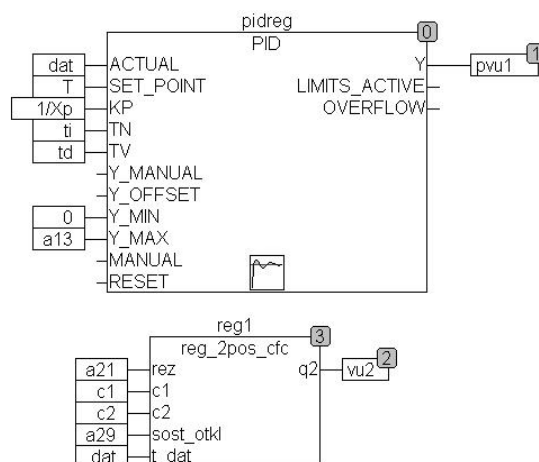 pidreg
0
PID
dat ACTUAL Y pvu1 1
T SET_POINT LIMITS_ACTIVE
1/Xp KP OVERFLOW
ti TN
td TV
Y_MANUAL
Y_OFFSET
0 Y_MIN
a13 Y_MAX
MANUAL
RESET
reg1
3
reg_2pos_cfc
a21 rez q2 vu2 2
c1 c1
c2 c2
a29 sost_otkl
dat t_dat